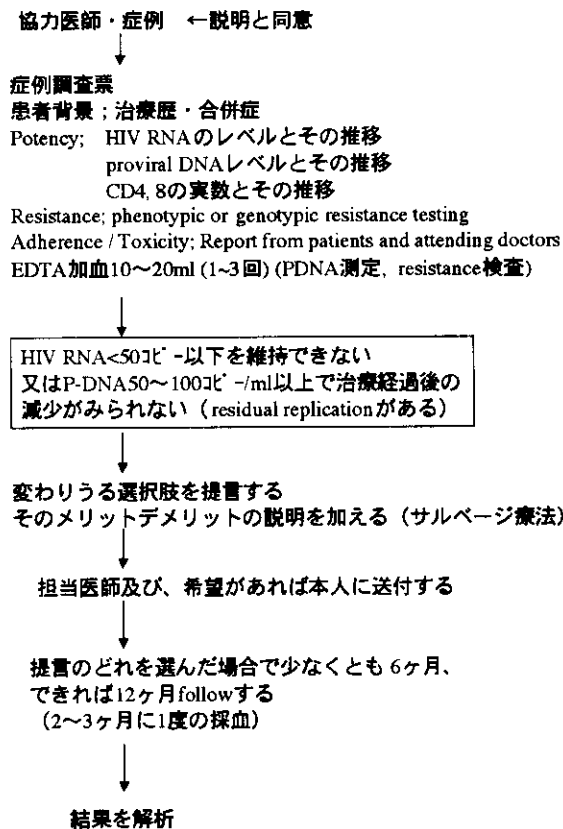 協力医師・症例 ←説明と同意
症例調査票
患者背景;治療歴・合併症
Potency; HIV RNAのレベルとその推移
proviral DNAレベルとその推移
CD4, 8の実数とその推移
Resistance; phenotypic or genotypic resistance testing
Adherence / Toxicity; Report from patients and attending doctors
EDTA加血10〜20ml (1~3回) (PDNA測定, resistance検査)
HIV RNA<50コピー以下を維持できない
又はP-DNA50〜100コピー/ml以上で治療経過後の
減少がみられない(residual replicationがある)
変わりうる選択肢を提言する
そのメリットデメリットの説明を加える(サルベージ療法)
担当医師及び、希望があれば本人に送付する
提言のどれを選んだ場合で少なくとも6ヶ月、
できれば12ヶ月followする
(2〜3ヶ月に1度の採血)
結果を解析